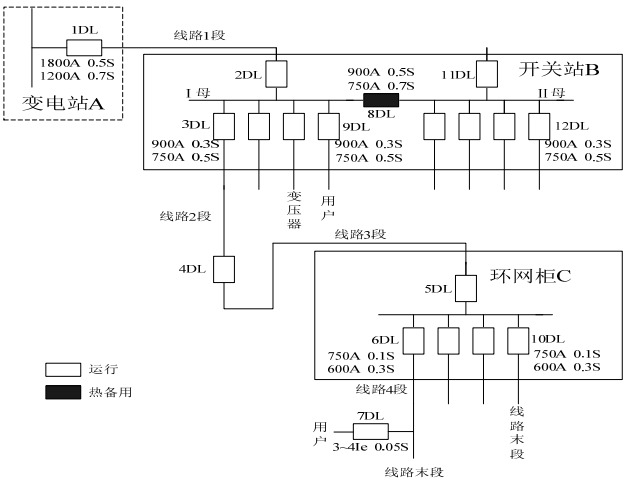 1DL
线路1段
1800A 0.5S
1200A 0.7S
变电站A
2DL
900A 0.5S
750A 0.7S
11DL
开关站B
I母
8DL
II母
3DL
9DL
12DL
900A 0.3S
750A 0.5S
900A 0.3S
750A 0.5S
900A 0.3S
750A 0.5S
变压器
用户
线路2段
线路3段
4DL
环网柜C
5DL
6DL
10DL
750A 0.1S
600A 0.3S
750A 0.1S
600A 0.3S
运行
热备用
线路4段
线路末段
7DL
用户
3~4Ie 0.05S
线路末段